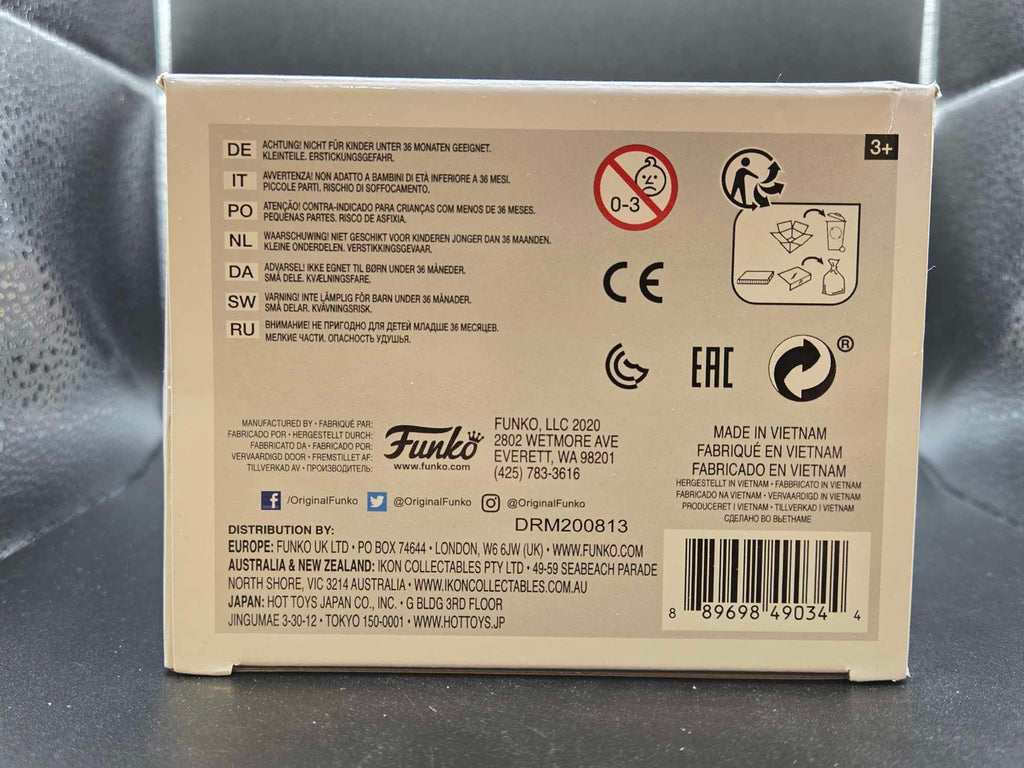 3+
DE ACHTUNG! NICHT FÜR KINDER UNTER 36 MONATEN GEEIGNET.
KLEINTEILE. ERSTICKUNGSGEFAHR.
IT AVVERTENZA! NON ADATTO A BAMBINI DI ETÀ INFERIORE A 36 MESI.
PICCOLE PARTI. RISCHIO DI SOFFOCAMENTO.
PO ATENÇÃO! CONTRA-INDICADO PARA CRIANÇAS COM MENOS DE 36 MESES.
PEQUENAS PARTES. RISCO DE ASFIXIA.
NL WAARSCHUWING! NIET GESCHIKT VOOR KINDEREN JONGER DAN 36 MAANDEN.
KLEINE ONDERDELEN. VERSTIKKINGSGEVAAR.
DA ADVARSEL! IKKE EGNET TIL BØRN UNDER 36 MÅNEDER.
SMÅ DELE. KVÆLNINGSFARE.
SW VARNING! INTE LÄMPLIG FÖR BARN UNDER 36 MÅNADER.
SMÅ DELAR. KVÄVNINGSRISK.
RU ВНИМАНИЕ! НЕ ПРИГОДНО ДЛЯ ДЕТЕЙ МЛАДШЕ 36 МЕСЯЦЕВ.
МЕЛКИЕ ЧАСТИ. ОПАСНОСТЬ УДУШЬЯ.
0-3
CE
EAC
®
MANUFACTURED BY • FABRIQUÉ PAR:
FABRICADO POR • HERGESTELLT DURCH:
FABBRICATO DA • FABRICADO POR:
VERVAARDIGD DOOR • FREMSTILLET AF:
TILLVERKAD AV • ПРОИЗВОДИТЕЛЬ:
Funko
www.funko.com
FUNKO, LLC 2020
2802 WETMORE AVE
EVERETT, WA 98201
(425) 783-3616
f /OriginalFunko @OriginalFunko @OriginalFunko
DRM200813
DISTRIBUTION BY:
EUROPE: FUNKO UK LTD • PO BOX 74644 • LONDON, W6 6JW (UK) • WWW.FUNKO.COM
AUSTRALIA & NEW ZEALAND: IKON COLLECTABLES PTY LTD • 49-59 SEABEACH PARADE
NORTH SHORE, VIC 3214 AUSTRALIA • WWW.IKONCOLLECTABLES.COM.AU
JAPAN: HOT TOYS JAPAN CO., INC. • G BLDG 3RD FLOOR
JINGUMAE 3-30-12 • TOKYO 150-0001 • WWW.HOTTOYS.JP
MADE IN VIETNAM
FABRIQUÉ EN VIETNAM
FABRICADO EN VIETNAM
HERGESTELLT IN VIETNAM • FABBRICATO IN VIETNAM
FABRICADO NA VIETNAM • VERVAARDIGD IN VIETNAM
PRODUCERET I VIETNAM • TILLVERKAD I VIETNAM
СДЕЛАНО ВО ВЬЕТНАМЕ
8 89698 49034 4